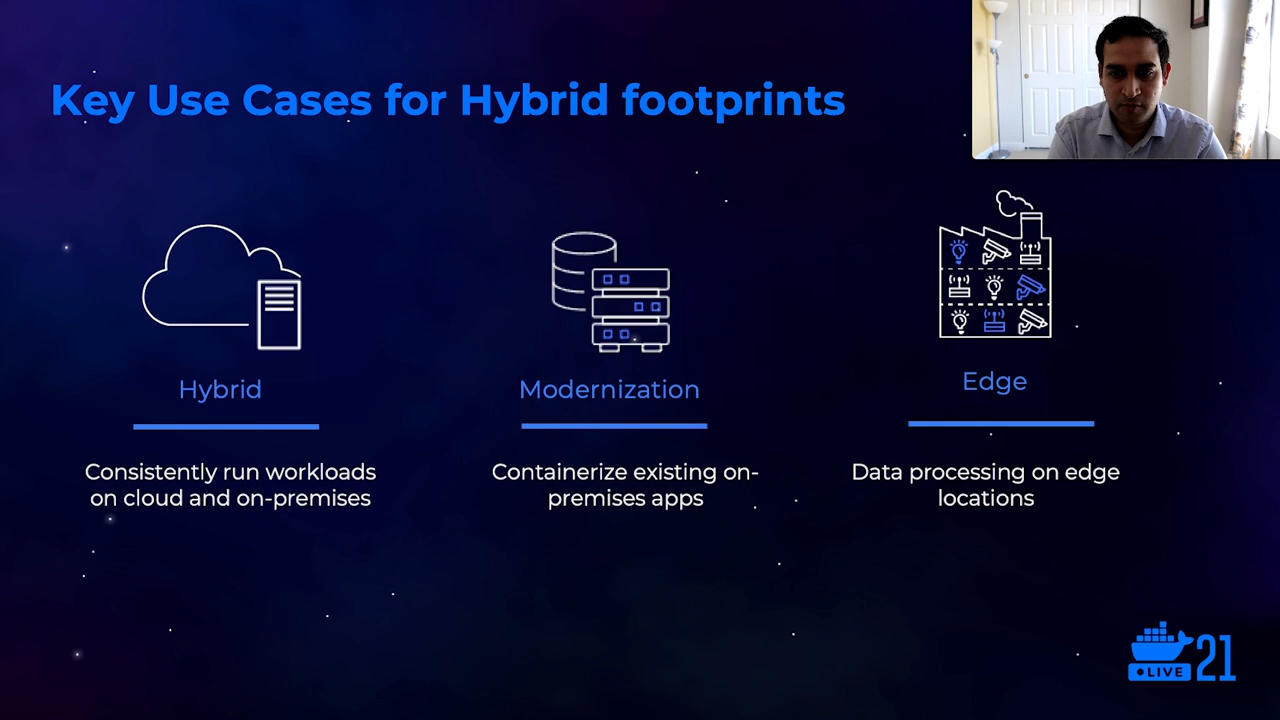 Key Use Cases for Hybrid footprints
Hybrid
Consistently run workloads
on cloud and on-premises
Modernization
Containerize existing on-
premises apps
Edge
Data processing on edge
locations
LIVE 21